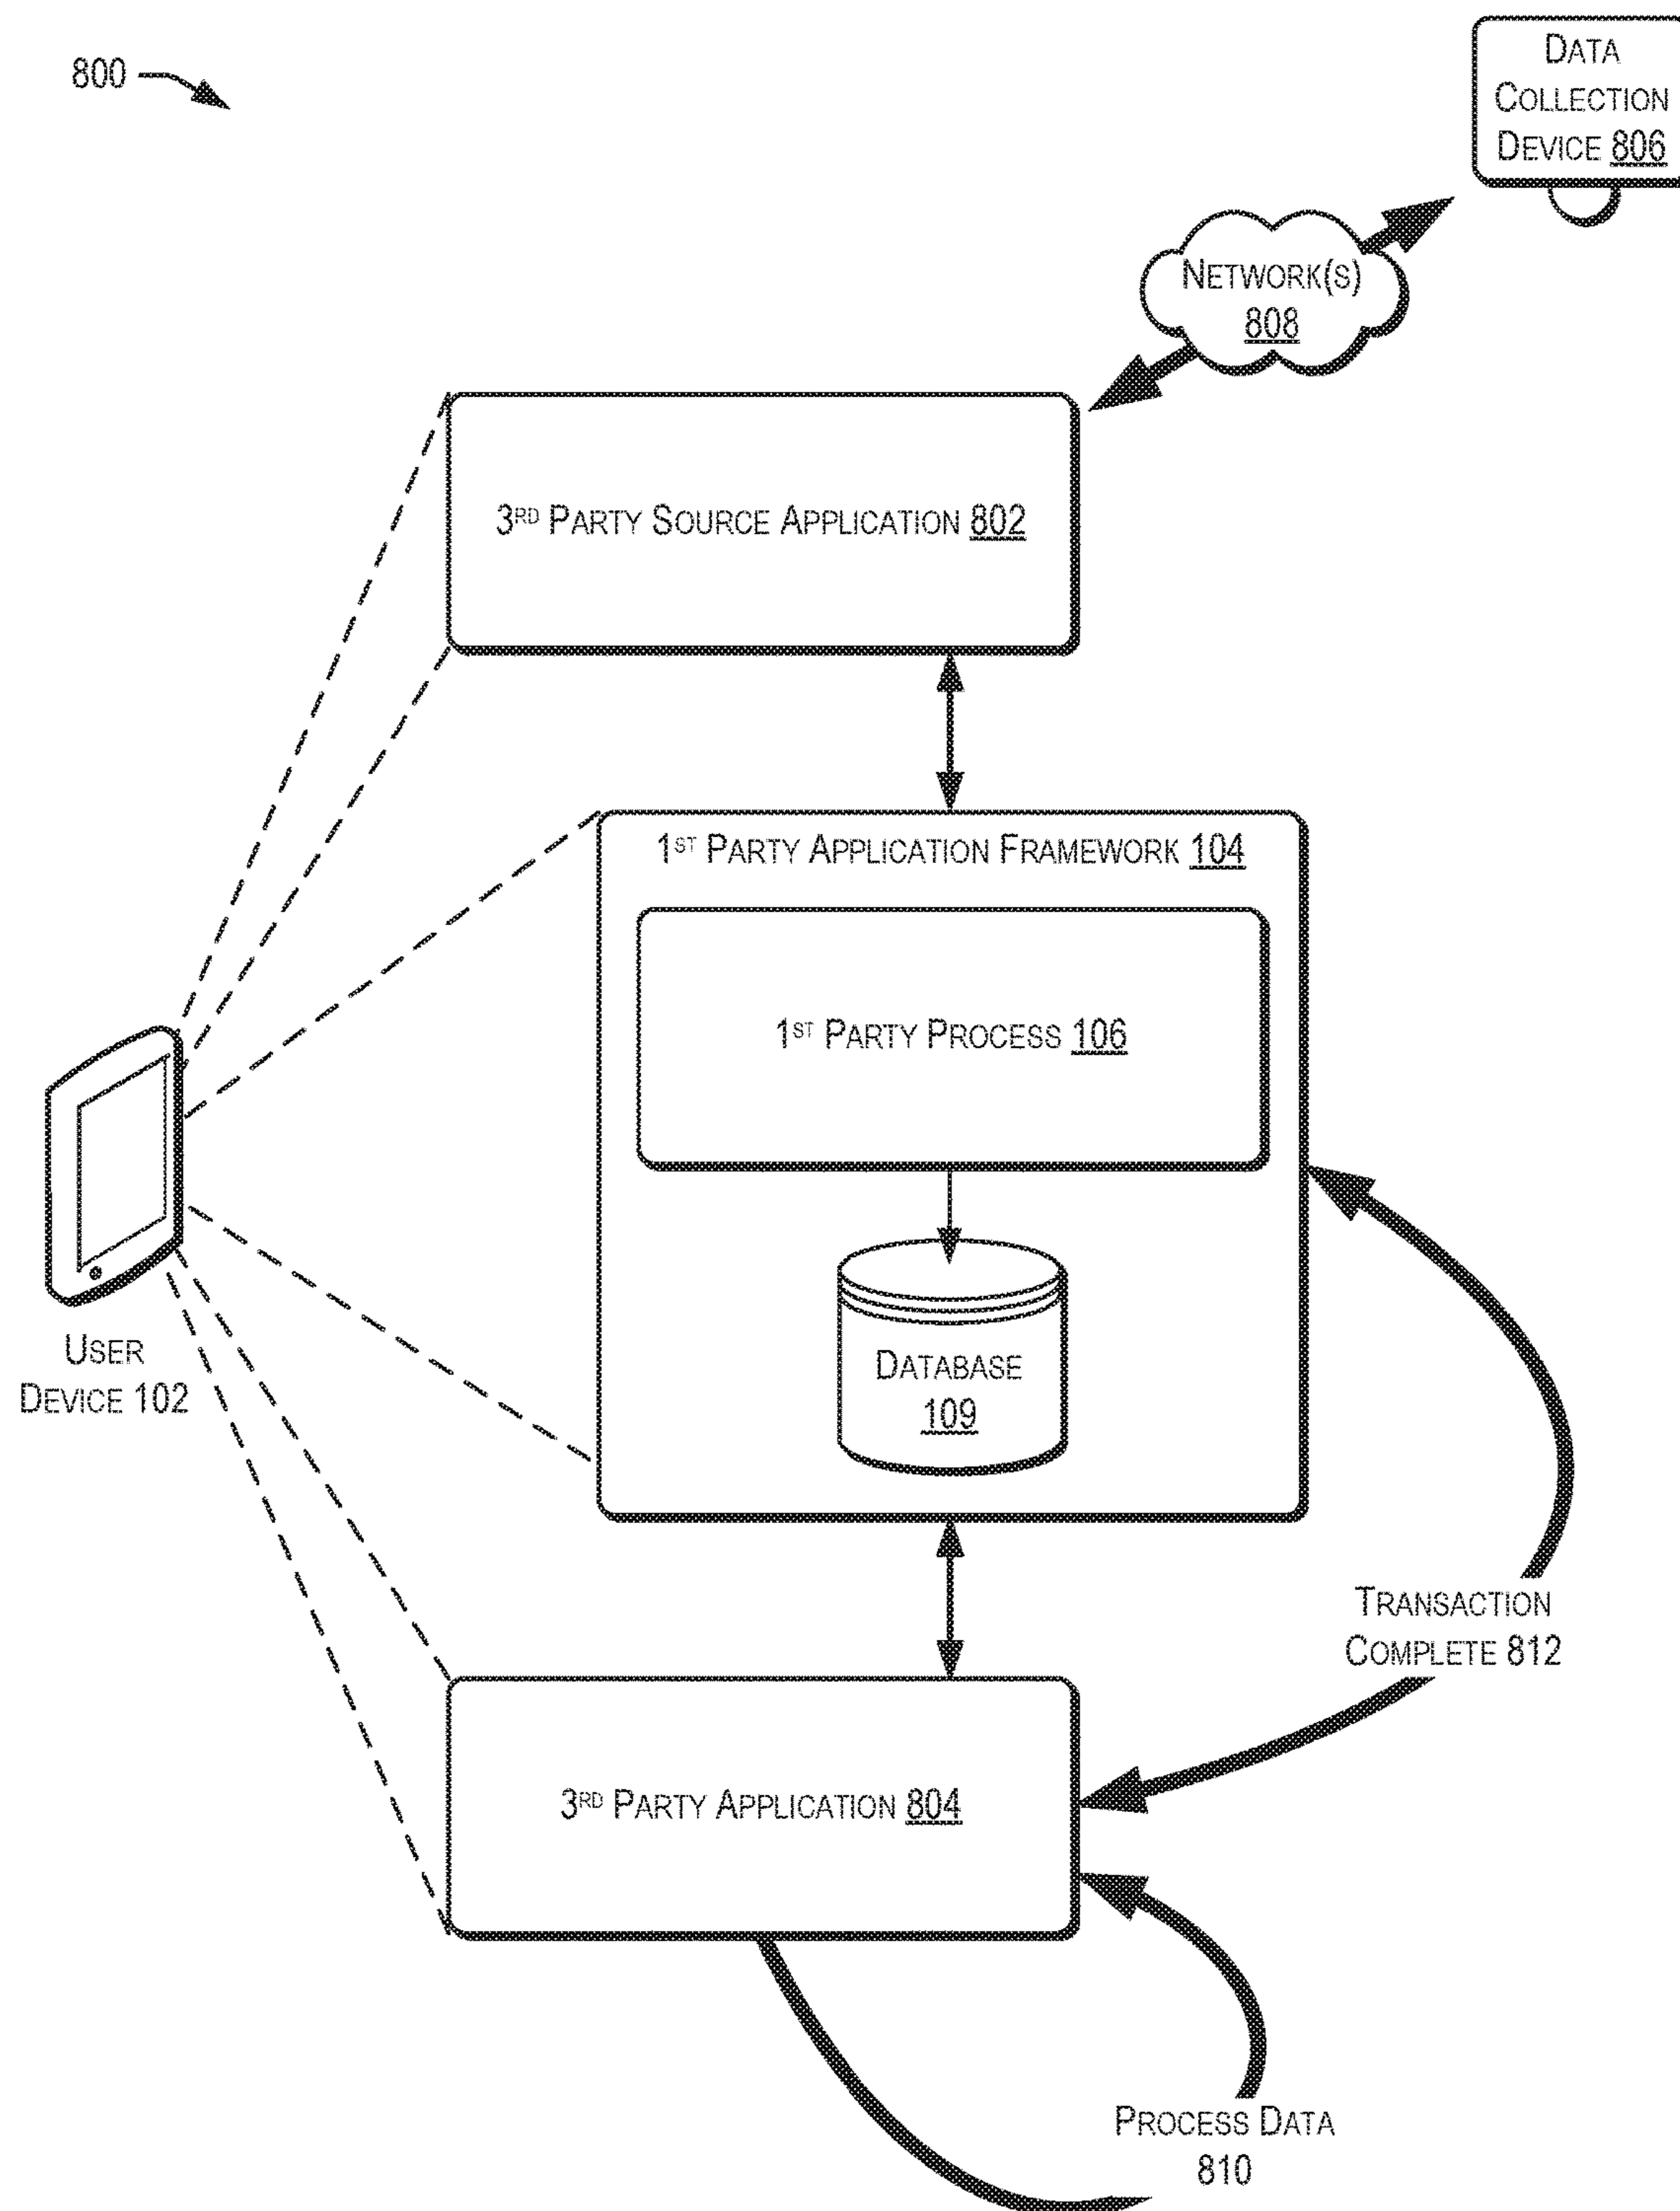 800
DATA
COLLECTION
DEVICE 806
NETWORK(S)
808
3RD PARTY SOURCE APPLICATION 802
1ST PARTY APPLICATION FRAMEWORK 104
1ST PARTY PROCESS 106
DATABASE
109
USER
DEVICE 102
TRANSACTION
COMPLETE 812
3RD PARTY APPLICATION 804
PROCESS DATA
810